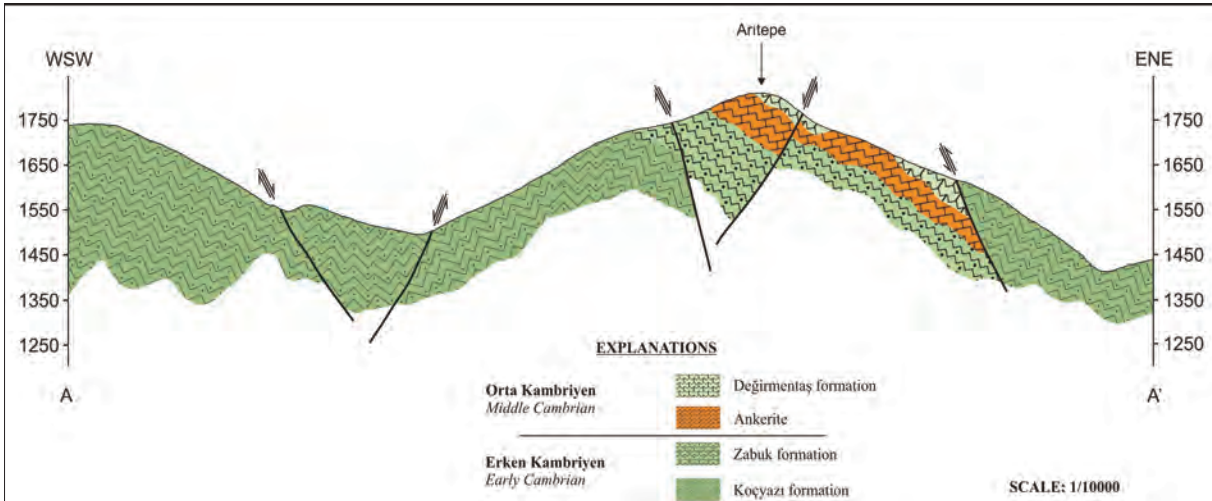 Arıtepe
WSW
ENE
1750
1650
1550
1450
1350
1250
1750
1650
1550
1450
1350
1250
A
A'
EXPLANATIONS
Orta Kambriyen
Middle Cambrian
Değirmentaş formation
Ankerite
Erken Kambriyen
Early Cambrian
Zabuk formation
Koçyazı formation
SCALE: 1/10000